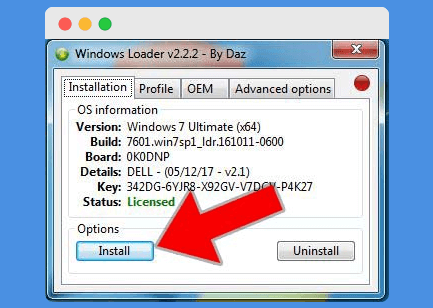 Windows Loader v2.2.2 - By Daz
Installation Profile OEM Advanced options
OS information
Version: Windows 7 Ultimate (x64)
Build: 7601.win7sp1_ldr.161011-0600
Board: 0K0DNP
Details: DELL - (05/12/17 - v2.1)
Key: 342DG-6YJR8-X92GV-V7DCV-P4K27
Status: Licensed
Options
Install Uninstall